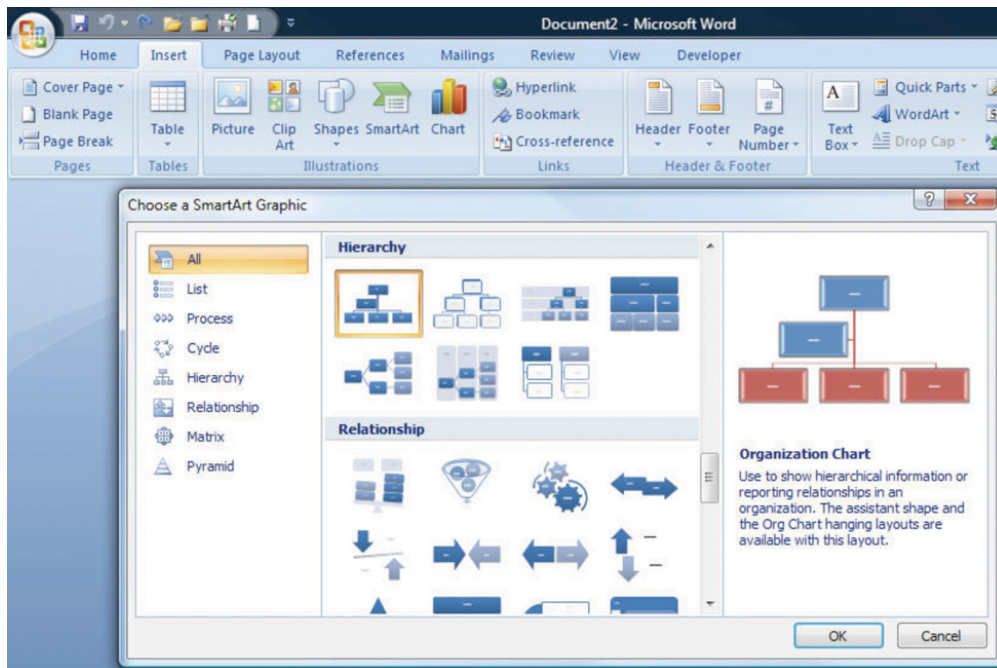 Document2 - Microsoft Word
Home Insert Page Layout References Mailings Review View Developer
Cover Page
Blank Page
Page Break
Pages
Table
Tables
Picture
Clip
Art
Shapes
SmartArt
Chart
Illustrations
Hyperlink
Bookmark
Cross-reference
Links
Header
Footer
Page
Number
Header & Footer
A
Text
Box
Quick Parts
WordArt
Drop Cap
Text
Choose a SmartArt Graphic
All
List
Process
Cycle
Hierarchy
Relationship
Matrix
Pyramid
Hierarchy
Relationship
Organization Chart
Use to show hierarchical information or
reporting relationships in an
organization. The assistant shape and
the Org Chart hanging layouts are
available with this layout.
OK
Cancel